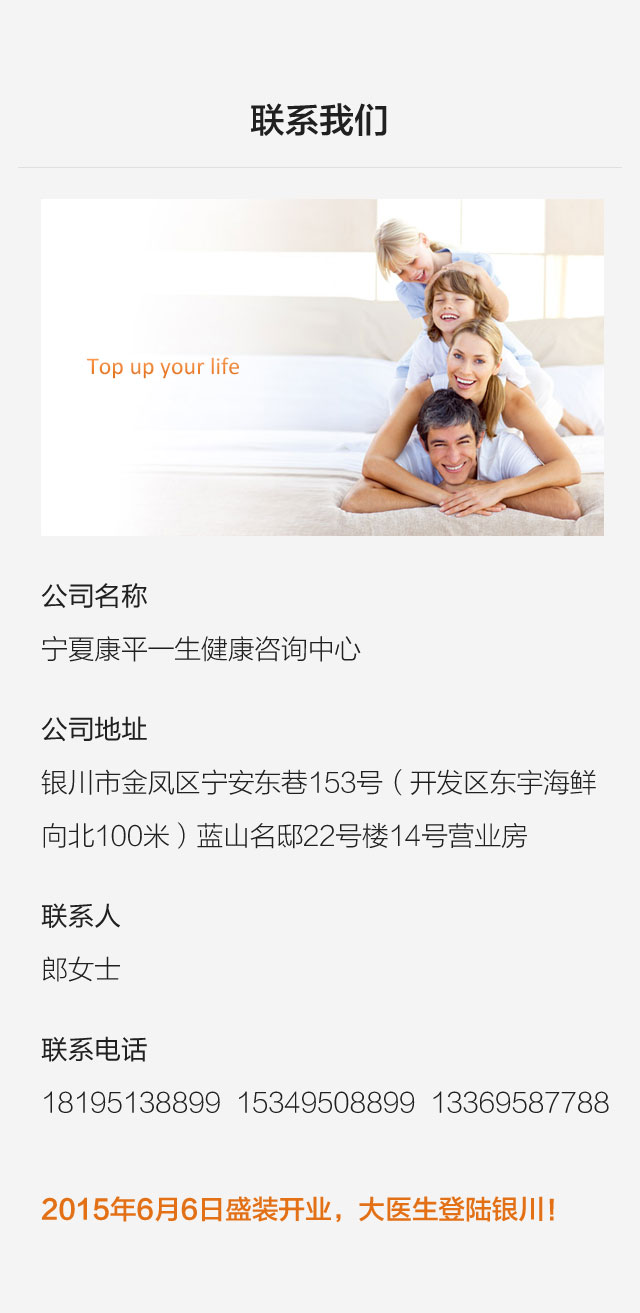 联系我们
Top up your life
公司名称
宁夏康平一生健康咨询中心
公司地址
银川市金凤区宁安东巷153号（开发区东宇海鲜
向北100米）蓝山名邸22号楼14号营业房
联系人
郎女士
联系电话
18195138899 15349508899 13369587788
2015年6月6日盛装开业，大医生登陆银川！